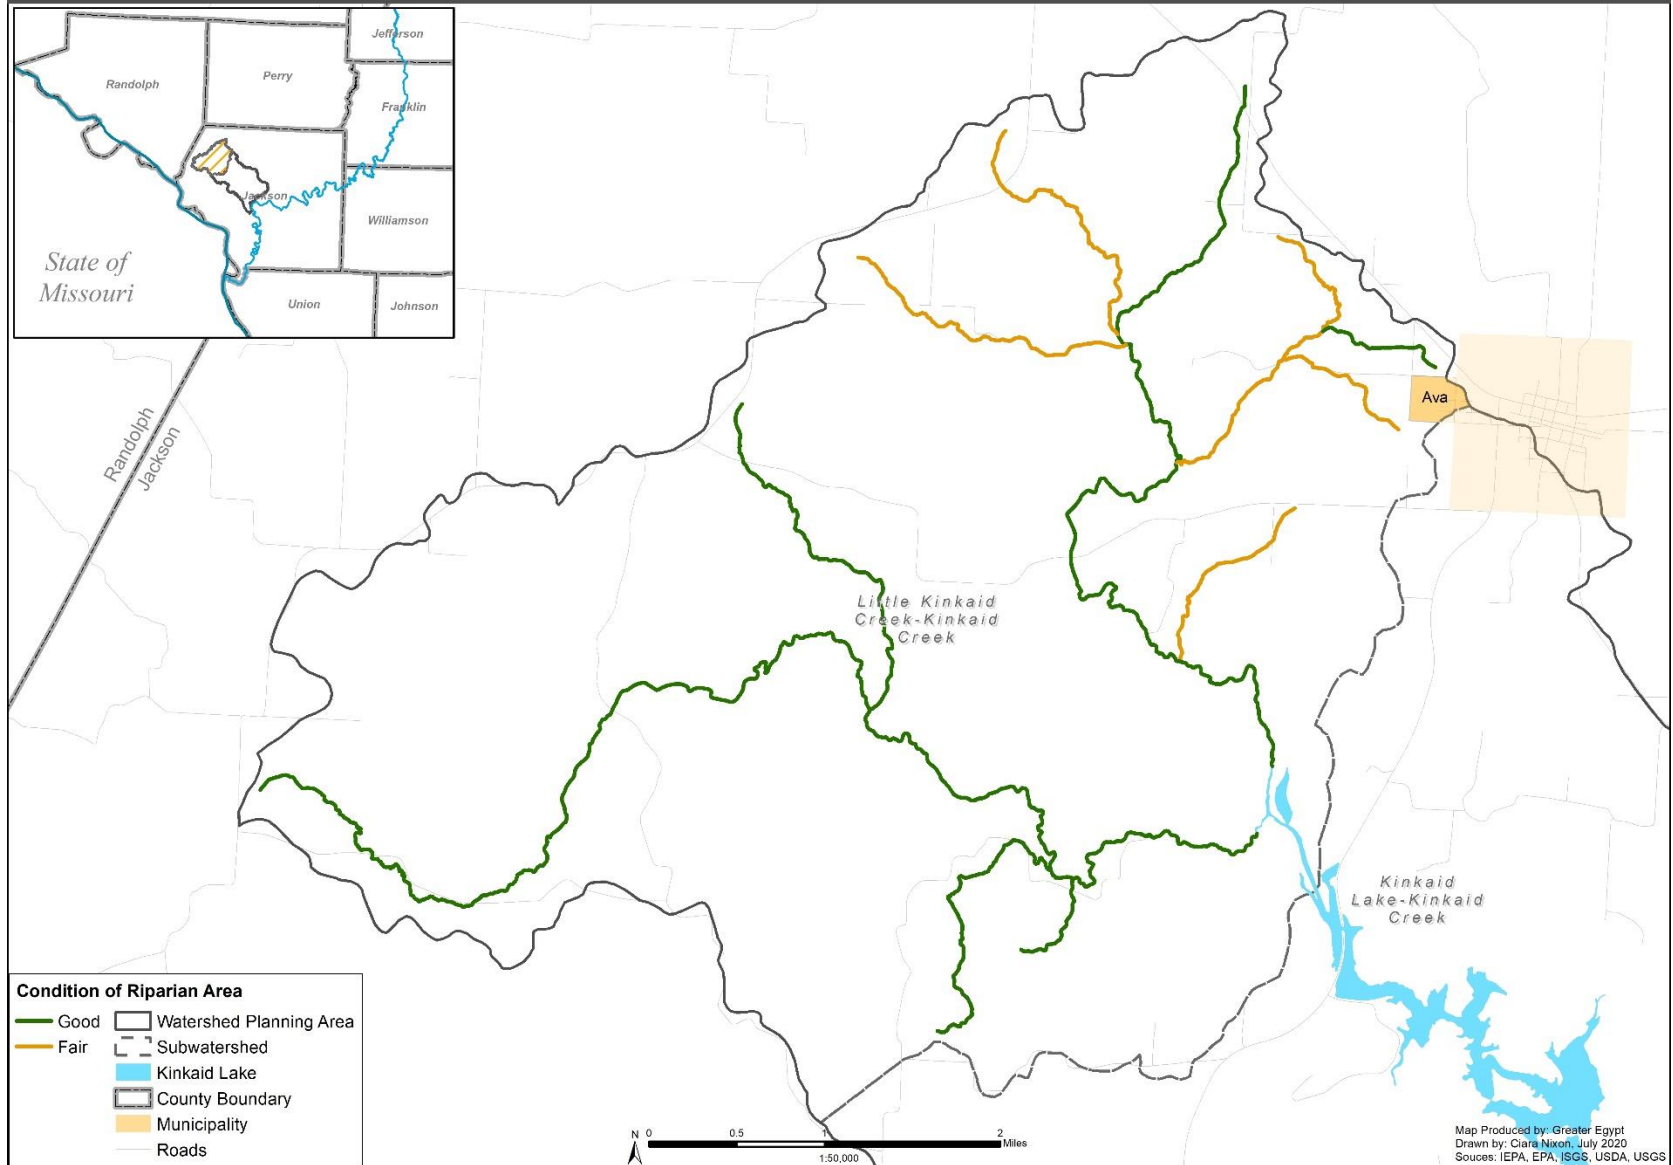 Jefferson
Randolph
Perry
Franklin
Jackson
Williamson
State of
Missouri
Union
Johnson
Randolph
Jackson
Ava
Little Kinkaid
Creek-Kinkaid
Creek
Kinkaid
Lake-Kinkaid
Creek
Condition of Riparian Area
Good
Fair
Watershed Planning Area
Subwatershed
Kinkaid Lake
County Boundary
Municipality
Roads
N
0 0.5 1 2
Miles
1:50,000
Map Produced by: Greater Egypt
Drawn by: Ciara Nixon, July 2020
Souces: IEPA, EPA, ISGS, USDA, USGS